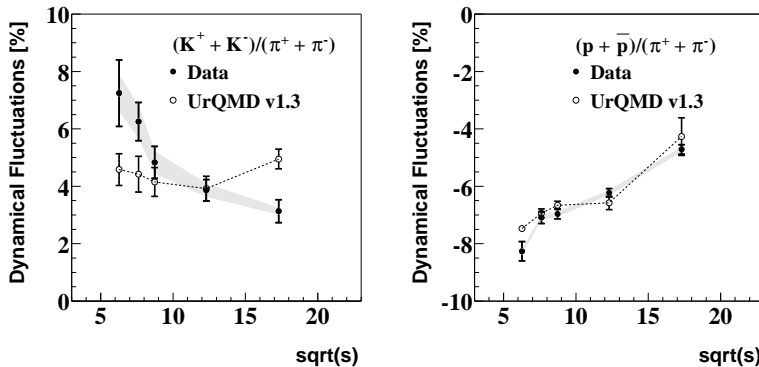 Dynamical Fluctuations [%]
10
8
6
4
2
0
(K⁺ + K⁻)/(π⁺ + π⁻)
Data
UrQMD v1.3
5 10 15 20
sqrt(s)
Dynamical Fluctuations [%]
0
-2
-4
-6
-8
-10
(p + p̅)/(π⁺ + π⁻)
Data
UrQMD v1.3
5 10 15 20
sqrt(s)